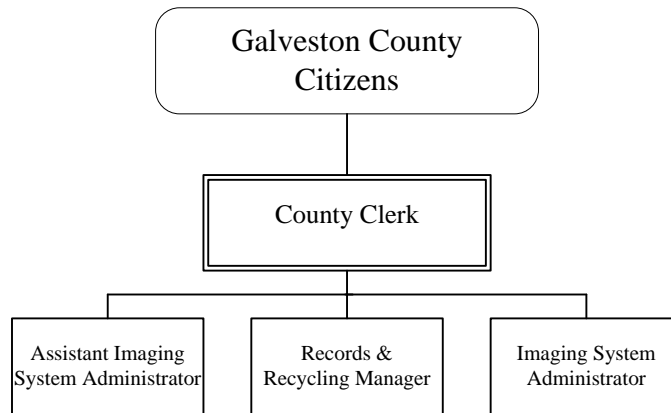 Galveston County
Citizens
County Clerk
Assistant Imaging
System Administrator
Records &
Recycling Manager
Imaging System
Administrator